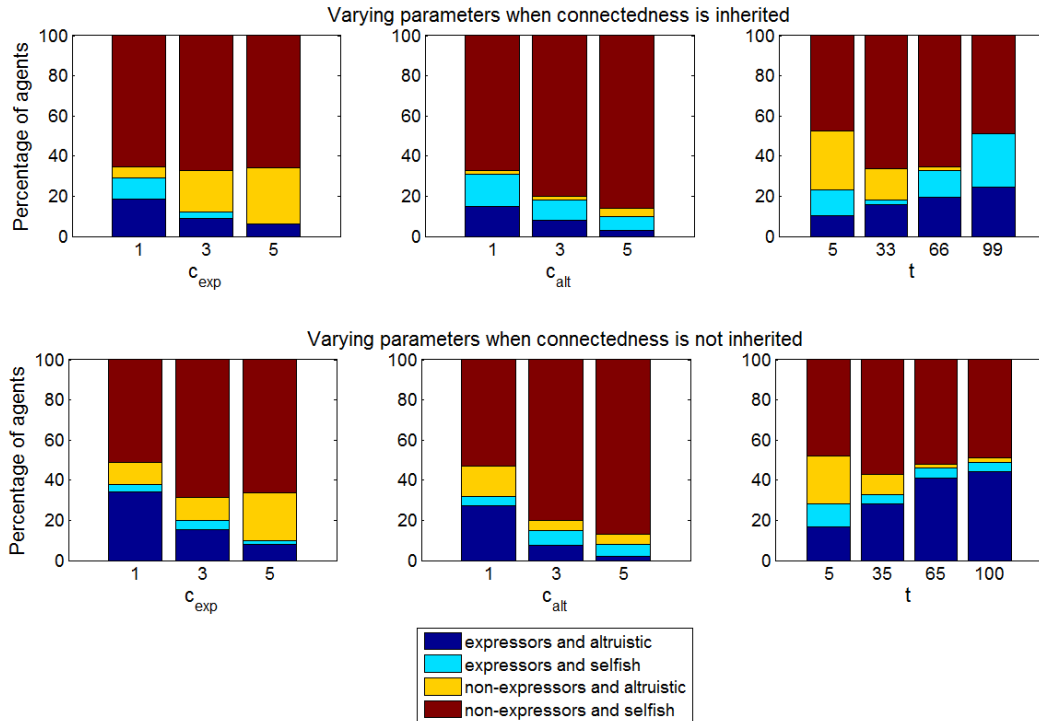 Varying parameters when connectedness is inherited
Percentage of agents
100
80
60
40
20
0
1 3 5
c_exp
100
80
60
40
20
0
1 3 5
c_alt
100
80
60
40
20
0
5 33 66 99
t
Varying parameters when connectedness is not inherited
Percentage of agents
100
80
60
40
20
0
1 3 5
c_exp
100
80
60
40
20
0
1 3 5
c_alt
100
80
60
40
20
0
5 35 65 100
t
expressors and altruistic
expressors and selfish
non-expressors and altruistic
non-expressors and selfish